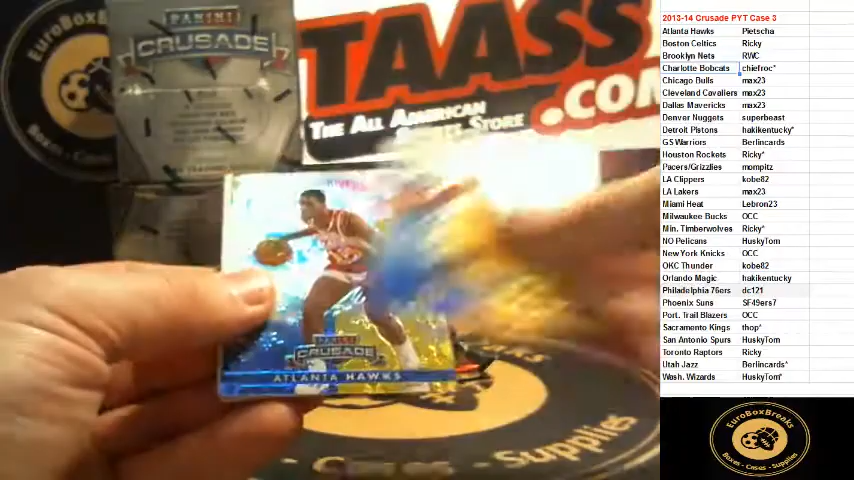 EuroBoxBreaks
Boxes - Cases
PANINI
CRUSADE
TAASS
THE ALL AMERICAN
SPORTS STORE
.COM
PANINI
CRUSADE
ATLANTA HAWKS
Cases - Supplies
2013-14 Crusade PYT Case 3
Atlanta Hawks Pietscha
Boston Celtics Ricky
Brooklyn Nets RWC
Charlotte Bobcats chiefroc*
Chicago Bulls max23
Cleveland Cavaliers max23
Dallas Mavericks max23
Denver Nuggets superbeast
Detroit Pistons hakikentucky*
GS Warriors Berlincards
Houston Rockets Ricky*
Pacers/Grizzlies mompitz
LA Clippers kobe82
LA Lakers max23
Miami Heat Lebron23
Milwaukee Bucks OCC
Min. Timberwolves Ricky*
NO Pelicans HuskyTom
New York Knicks OCC
OKC Thunder kobe82
Orlando Magic hakikentucky
Philadelphia 76ers dc121
Phoenix Suns SF49ers7
Port. Trail Blazers OCC
Sacramento Kings thop*
San Antonio Spurs HuskyTom
Toronto Raptors Ricky
Utah Jazz Berlincards*
Wash. Wizards HuskyTom*
EuroBoxBreaks
Boxes - Cases - Supplies